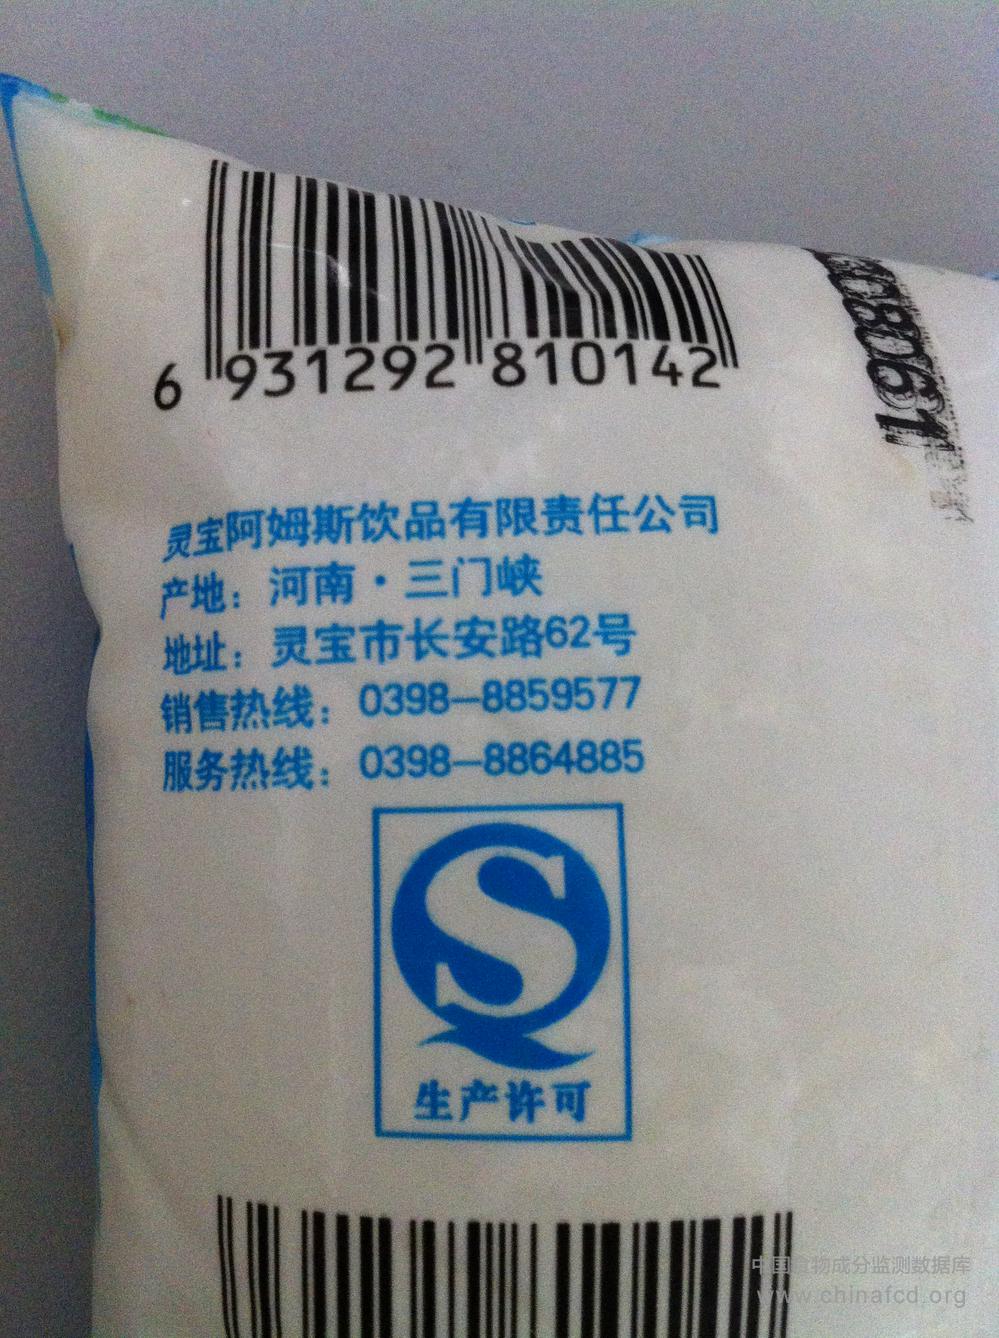 6 931292 810142
灵宝阿姆斯饮品有限责任公司
产地：河南·三门峡
地址：灵宝市长安路62号
销售热线：0398—8859577
服务热线：0398—8864885
生产许可
中国食物成分监测数据库
www.chinafcd.org